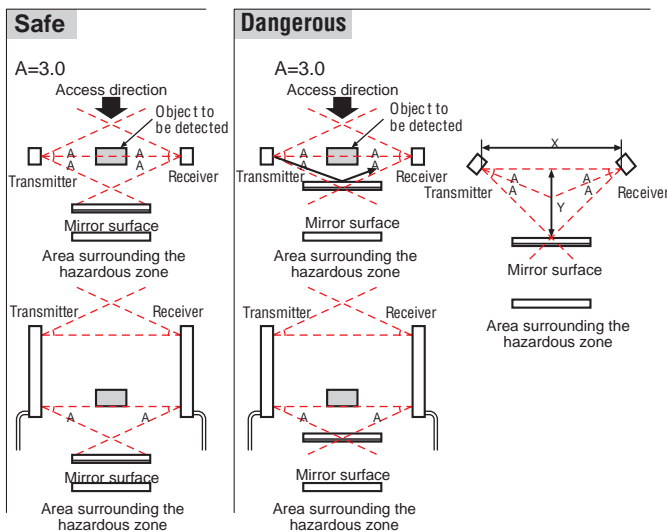 Safe
A=3.0
Access direction
Object to
be detected
A
A
A
A
Transmitter
Receiver
Mirror surface
Area surrounding the
hazardous zone
Transmitter
Receiver
A
A
Mirror surface
Area surrounding the
hazardous zone
Dangerous
A=3.0
Access direction
Object to
be detected
A
A
Transmitter
Receiver
Mirror surface
Area surrounding the
hazardous zone
Transmitter
Receiver
A
A
Mirror surface
Area surrounding the
hazardous zone
X
A
A
A
A
Transmitter
Receiver
Y
Mirror surface
Area surrounding the
hazardous zone